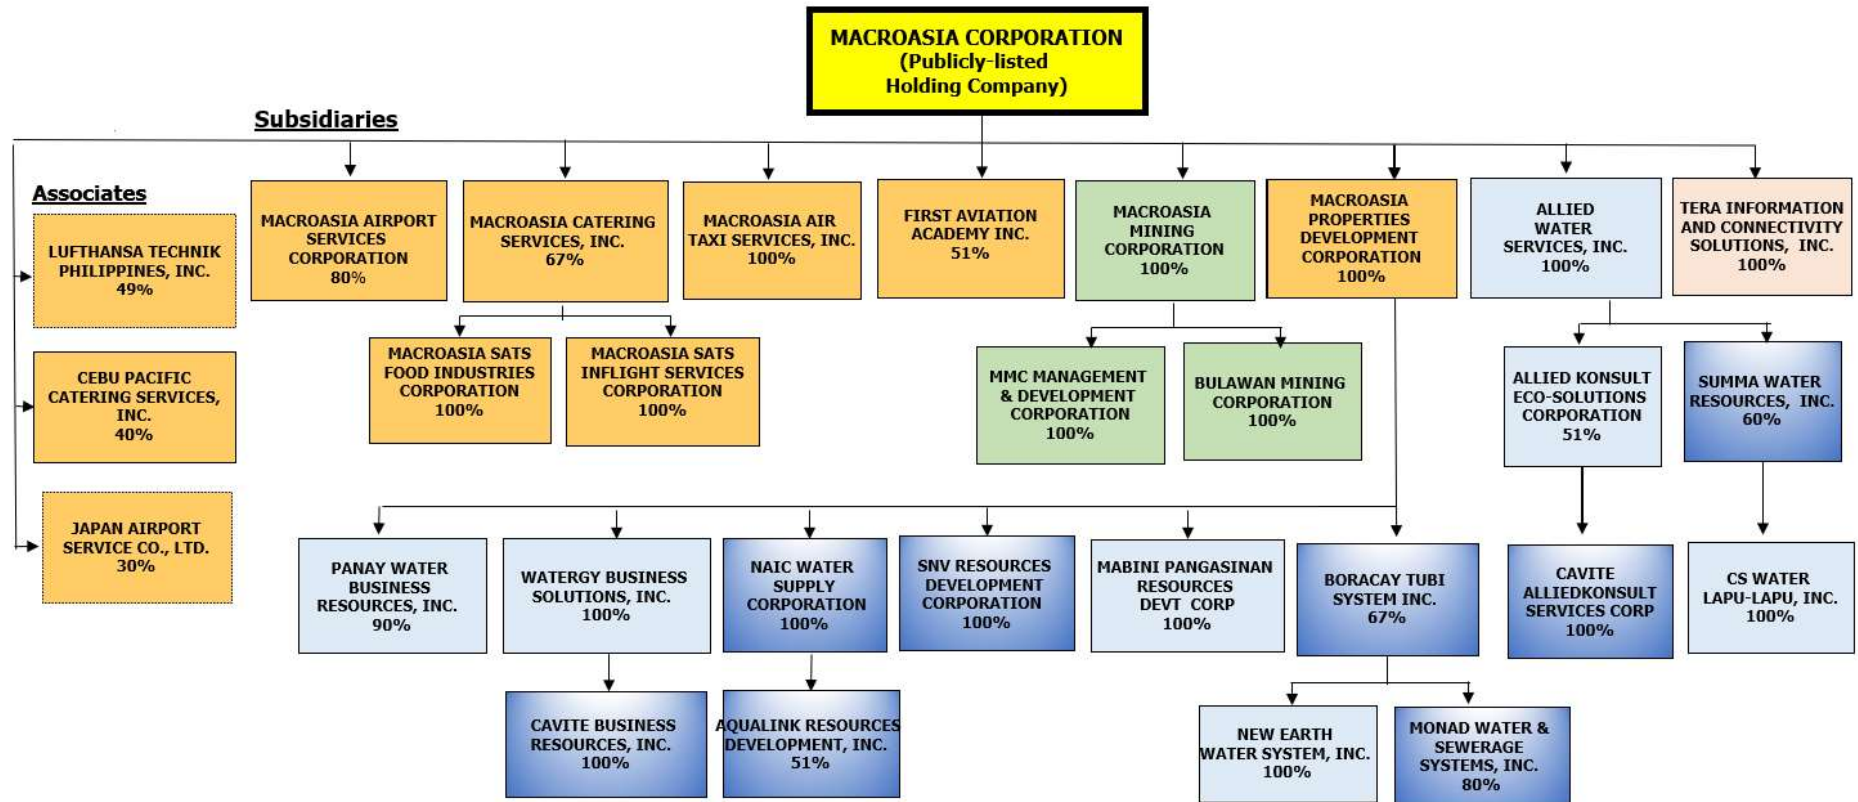 MACROASIA CORPORATION
(Publicly-listed
Holding Company)
Subsidiaries
Associates
LUFTHANSA TECHNIK
PHILIPPINES, INC.
49%
CEBU PACIFIC
CATERING SERVICES,
INC.
40%
JAPAN AIRPORT
SERVICE CO., LTD.
30%
MACROASIA AIRPORT
SERVICES
CORPORATION
80%
MACROASIA CATERING
SERVICES, INC.
67%
MACROASIA AIR
TAXI SERVICES, INC.
100%
FIRST AVIATION
ACADEMY INC.
51%
MACROASIA
MINING
CORPORATION
100%
MACROASIA
PROPERTIES
DEVELOPMENT
CORPORATION
100%
ALLIED
WATER
SERVICES, INC.
100%
TERA INFORMATION
AND CONNECTIVITY
SOLUTIONS, INC.
100%
MACROASIA SATS
FOOD INDUSTRIES
CORPORATION
100%
MACROASIA SATS
INFLIGHT SERVICES
CORPORATION
100%
MMC MANAGEMENT
& DEVELOPMENT
CORPORATION
100%
BULAWAN MINING
CORPORATION
100%
ALLIED KONSULT
ECO-SOLUTIONS
CORPORATION
51%
SUMMA WATER
RESOURCES, INC.
60%
PANAY WATER
BUSINESS
RESOURCES, INC.
90%
WATERGY BUSINESS
SOLUTIONS, INC.
100%
NAIC WATER
SUPPLY
CORPORATION
100%
SNV RESOURCES
DEVELOPMENT
CORPORATION
100%
MABINI PANGASINAN
RESOURCES
DEVT CORP
100%
BORACAY TUBI
SYSTEM INC.
67%
CAVITE
ALLIEDKONSULT
SERVICES CORP
100%
CS WATER
LAPU-LAPU, INC.
100%
CAVITE BUSINESS
RESOURCES, INC.
100%
AQUALINK RESOURCES
DEVELOPMENT, INC.
51%
NEW EARTH
WATER SYSTEM, INC.
100%
MONAD WATER &
SEWERAGE
SYSTEMS, INC.
80%